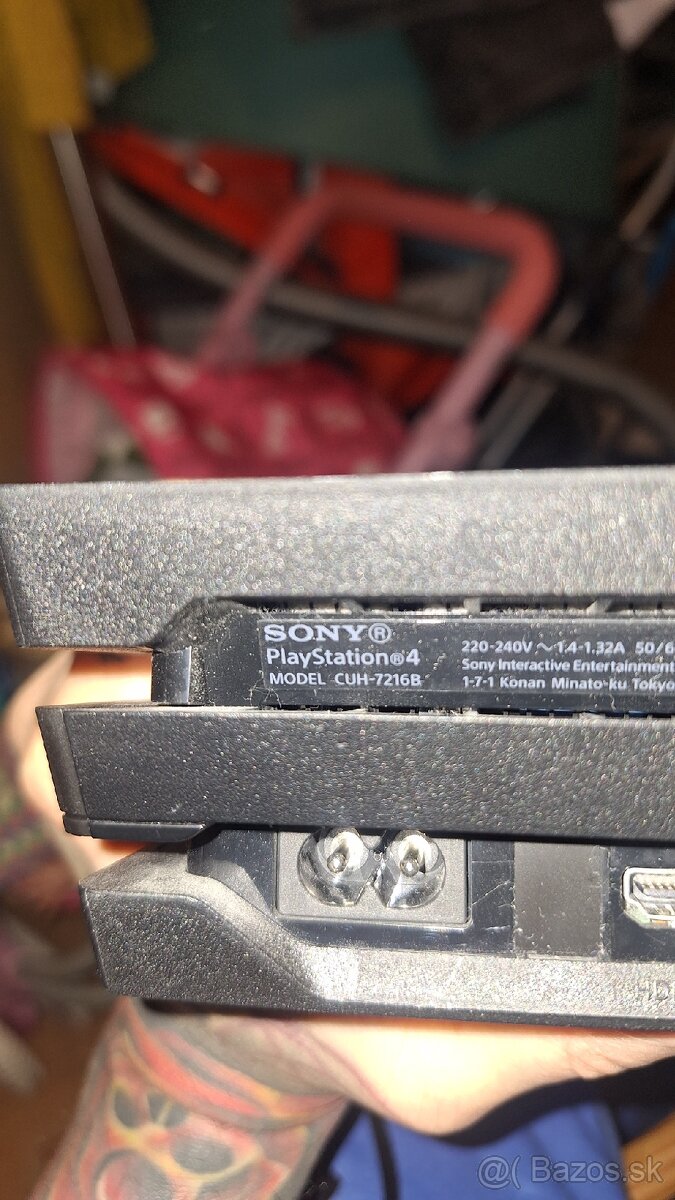 SONY®
PlayStation®4
MODEL CUH-7216B
220-240V ~ 1.4-1.32A 50/6
Sony Interactive Entertainment
1-7-1 Konan Minato-ku Tokyo
@( Bazos.sk